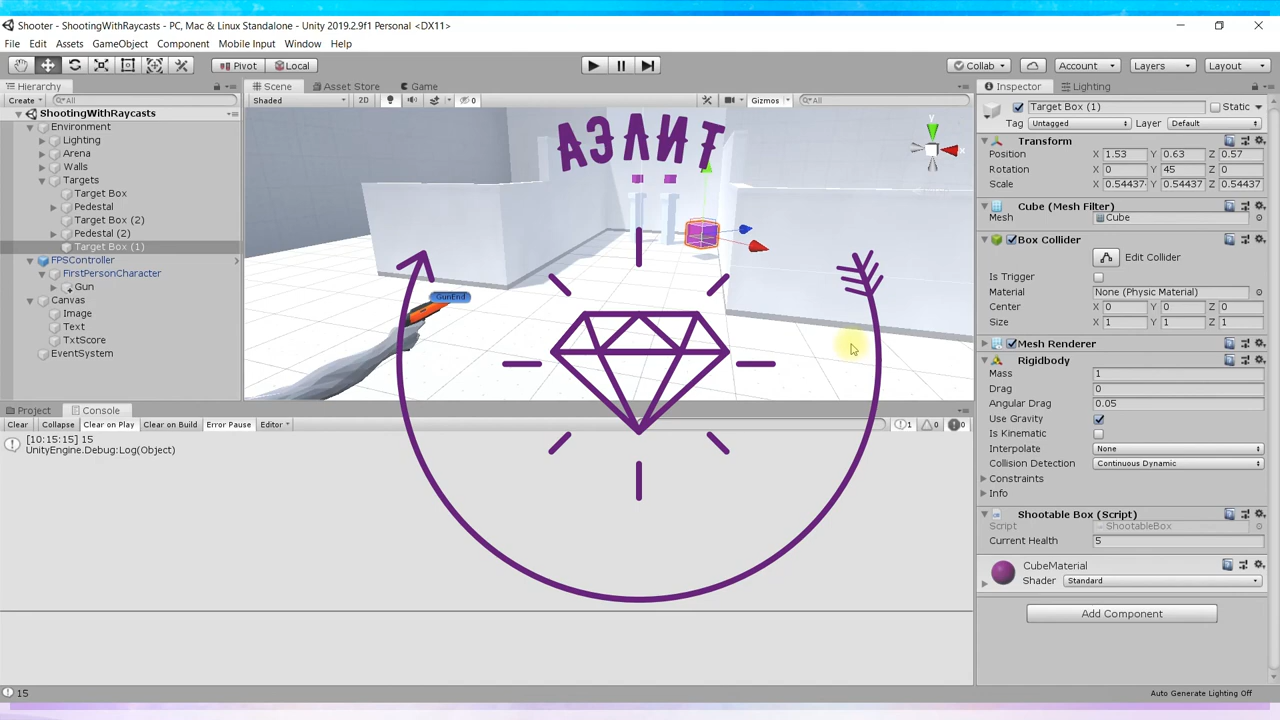 Shooter - ShootingWithRaycasts - PC, Mac & Linux Standalone - Unity 2019.2.9f1 Personal <DX11>
File Edit Assets GameObject Component Mobile Input Window Help
Pivot Local Collab Account Layers Layout
Hierarchy
Create All
ShootingWithRaycasts
Environment
Lighting
Arena
Walls
Targets
Target Box
Pedestal
Target Box (2)
Pedestal (2)
Target Box (1)
FPSController
FirstPersonCharacter
Gun
Canvas
Image
Text
TxtScore
EventSystem
Scene Asset Store Game
Shaded 2D 0 Gizmos All
АЭЛИТ
GunEnd
Project Console
Clear Collapse Clear on Play Clear on Build Error Pause Editor 1 0 0
[10:15:15] 15
UnityEngine.Debug:Log(Object)
Inspector Lighting
Target Box (1) Static
Tag Untagged Layer Default
Transform
Position X 1.53 Y 0.63 Z 0.57
Rotation X 0 Y 45 Z 0
Scale X 0.54437 Y 0.54437 Z 0.54437
Cube (Mesh Filter)
Mesh Cube
Box Collider
Edit Collider
Is Trigger
Material None (Physic Material)
Center X 0 Y 0 Z 0
Size X 1 Y 1 Z 1
Mesh Renderer
Rigidbody
Mass 1
Drag 0
Angular Drag 0.05
Use Gravity
Is Kinematic
Interpolate None
Collision Detection Continuous Dynamic
Constraints
Info
Shootable Box (Script)
Script ShootableBox
Current Health 5
CubeMaterial
Shader Standard
Add Component
15
Auto Generate Lighting Off